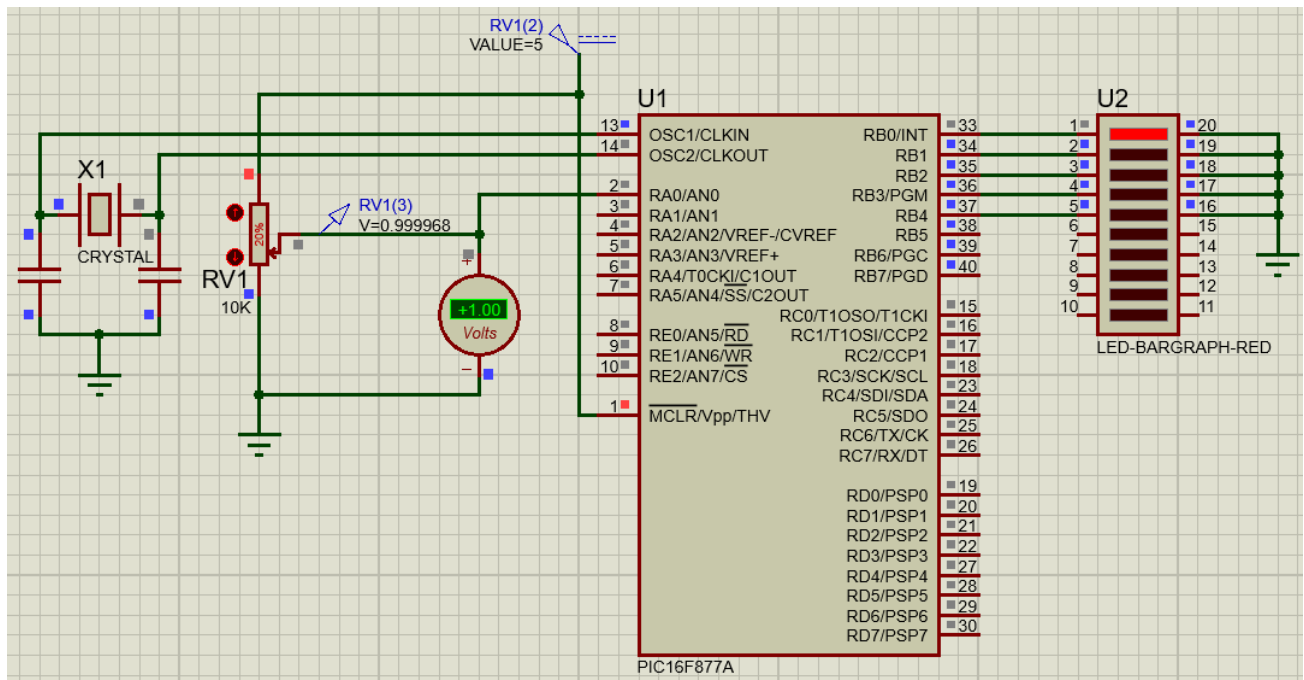 RV1(2)
VALUE=5
X1
CRYSTAL
RV1
10K
20%
RV1(3)
V=0.999968
+
+1.00
Volts
−
U1
13 OSC1/CLKIN
14 OSC2/CLKOUT
2 RA0/AN0
3 RA1/AN1
4 RA2/AN2/VREF-/CVREF
5 RA3/AN3/VREF+
6 RA4/T0CKI/C1OUT
7 RA5/AN4/SS/C2OUT
8 RE0/AN5/RD
9 RE1/AN6/WR
10 RE2/AN7/CS
1 MCLR/Vpp/THV
RB0/INT 33
RB1 34
RB2 35
RB3/PGM 36
RB4 37
RB5 38
RB6/PGC 39
RB7/PGD 40
RC0/T1OSO/T1CKI 15
RC1/T1OSI/CCP2 16
RC2/CCP1 17
RC3/SCK/SCL 18
RC4/SDI/SDA 23
RC5/SDO 24
RC6/TX/CK 25
RC7/RX/DT 26
RD0/PSP0 19
RD1/PSP1 20
RD2/PSP2 21
RD3/PSP3 22
RD4/PSP4 27
RD5/PSP5 28
RD6/PSP6 29
RD7/PSP7 30
PIC16F877A
U2
1 20
2 19
3 18
4 17
5 16
6 15
7 14
8 13
9 12
10 11
LED-BARGRAPH-RED